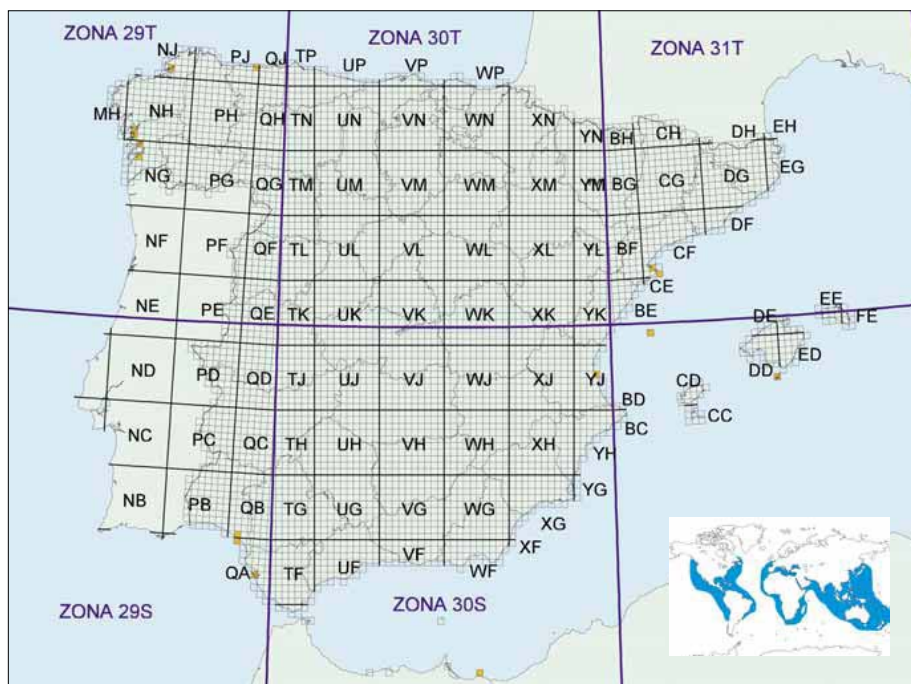 ZONA 29T ZONA 30T ZONA 31T
NJ PJ QJ TP UP VP WP
MH NH PH QH TN UN VN WN XN YN BH CH DH EH
NG PG QG TM UM VM WM XM YM BG CG DG EG
NF PF QF TL UL VL WL XL YL BF CF DF
NE PE QE TK UK VK WK XK YK BE CE DE EE FE
ND PD QD TJ UJ VJ WJ XJ YJ BD CD DD ED
NC PC QC TH UH VH WH XH YH BC CC
NB PB QB TG UG VG WG XG YG
QA TF UF VF WF XF
ZONA 29S ZONA 30S